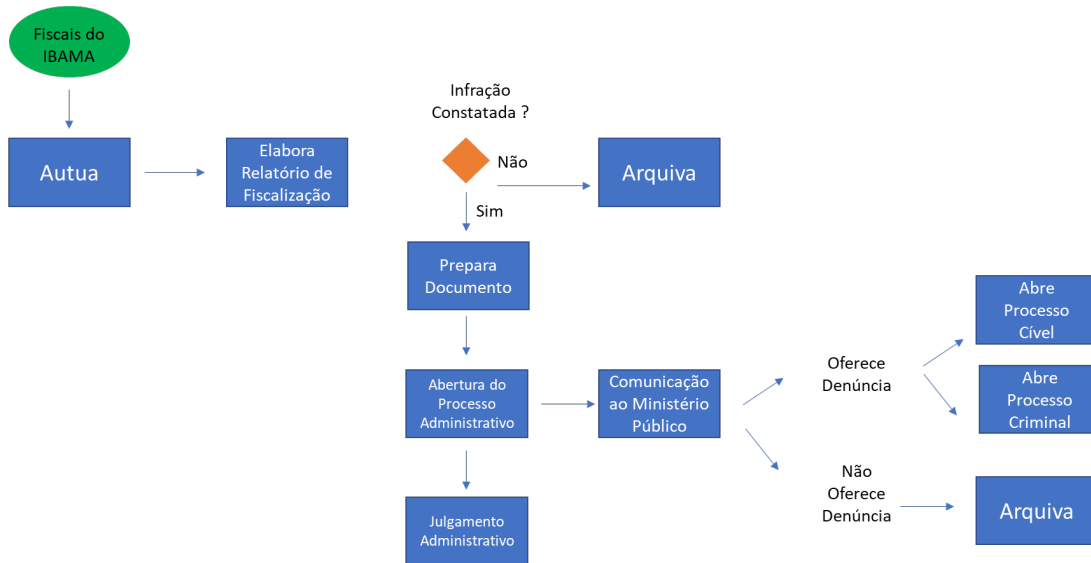 Fiscais do
IBAMA
Autua
Elabora
Relatório de
Fiscalização
Infração
Constatada ?
Não
Arquiva
Sim
Prepara
Documento
Abertura do
Processo
Administrativo
Comunicação
ao Ministério
Público
Julgamento
Administrativo
Oferece
Denúncia
Abre
Processo
Cível
Abre
Processo
Criminal
Não
Oferece
Denúncia
Arquiva